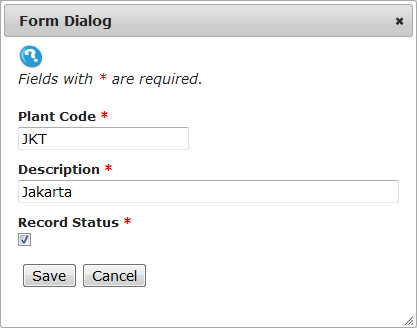 Form Dialog
Fields with * are required.
Plant Code *
JKT
Description *
Jakarta
Record Status *
Save Cancel